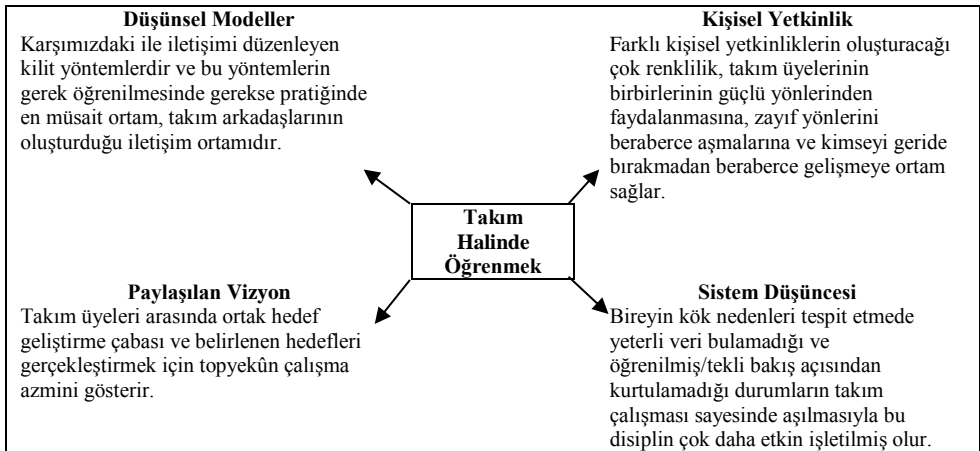 Düşünsel Modeller
Karşımızdaki ile iletişimi düzenleyen
kilit yöntemlerdir ve bu yöntemlerin
gerek öğrenilmesinde gerekse pratiğinde
en müsait ortam, takım arkadaşlarının
oluşturduğu iletişim ortamıdır.
Kişisel Yetkinlik
Farklı kişisel yetkinliklerin oluşturacağı
çok renklilik, takım üyelerinin
birbirlerinin güçlü yönlerinden
faydalanmasına, zayıf yönlerini
beraberce aşmalarına ve kimseyi geride
bırakmadan beraberce gelişmeye ortam
sağlar.
Takım
Halinde
Öğrenmek
Paylaşılan Vizyon
Takım üyeleri arasında ortak hedef
geliştirme çabası ve belirlenen hedefleri
gerçekleştirmek için topyekûn çalışma
azmini gösterir.
Sistem Düşüncesi
Bireyin kök nedenleri tespit etmede
yeterli veri bulamadığı ve
öğrenilmiş/tekli bakış açısından
kurtulamadığı durumların takım
çalışması sayesinde aşılmasıyla bu
disiplin çok daha etkin işletilmiş olur.